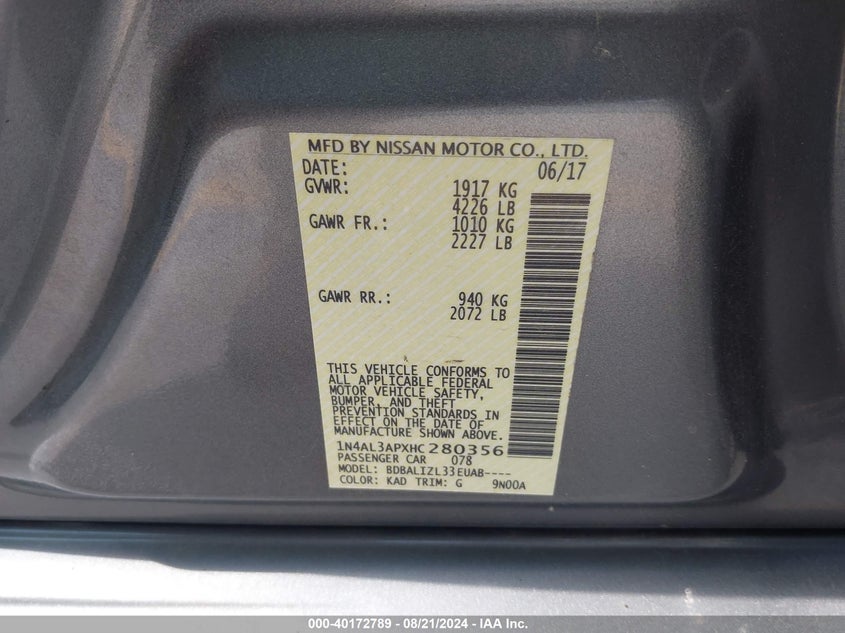 MFD BY NISSAN MOTOR CO., LTD.
DATE: 06/17
GVWR: 1917 KG
4226 LB
GAWR FR.: 1010 KG
2227 LB
GAWR RR.: 940 KG
2072 LB
THIS VEHICLE CONFORMS TO
ALL APPLICABLE FEDERAL
MOTOR VEHICLE SAFETY,
BUMPER, AND THEFT
PREVENTION STANDARDS IN
EFFECT ON THE DATE OF
MANUFACTURE SHOWN ABOVE.
1N4AL3APXHC280356
PASSENGER CAR 078
MODEL: BDBALIZL33EUAB----
COLOR: KAD TRIM: G 9N00A
000-40172789 - 08/21/2024 - IAA Inc.